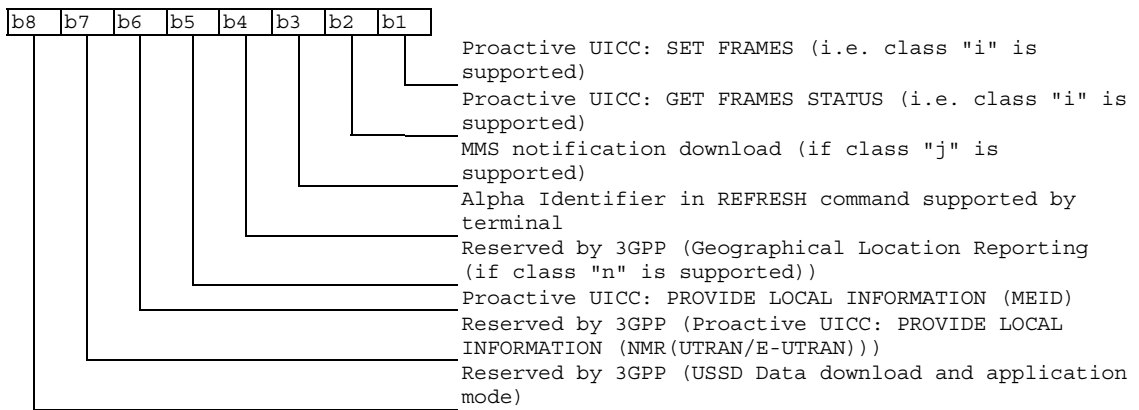 b8 b7 b6 b5 b4 b3 b2 b1
Proactive UICC: SET FRAMES (i.e. class "i" is
supported)
Proactive UICC: GET FRAMES STATUS (i.e. class "i" is
supported)
MMS notification download (if class "j" is
supported)
Alpha Identifier in REFRESH command supported by
terminal
Reserved by 3GPP (Geographical Location Reporting
(if class "n" is supported))
Proactive UICC: PROVIDE LOCAL INFORMATION (MEID)
Reserved by 3GPP (Proactive UICC: PROVIDE LOCAL
INFORMATION (NMR(UTRAN/E-UTRAN)))
Reserved by 3GPP (USSD Data download and application
mode)